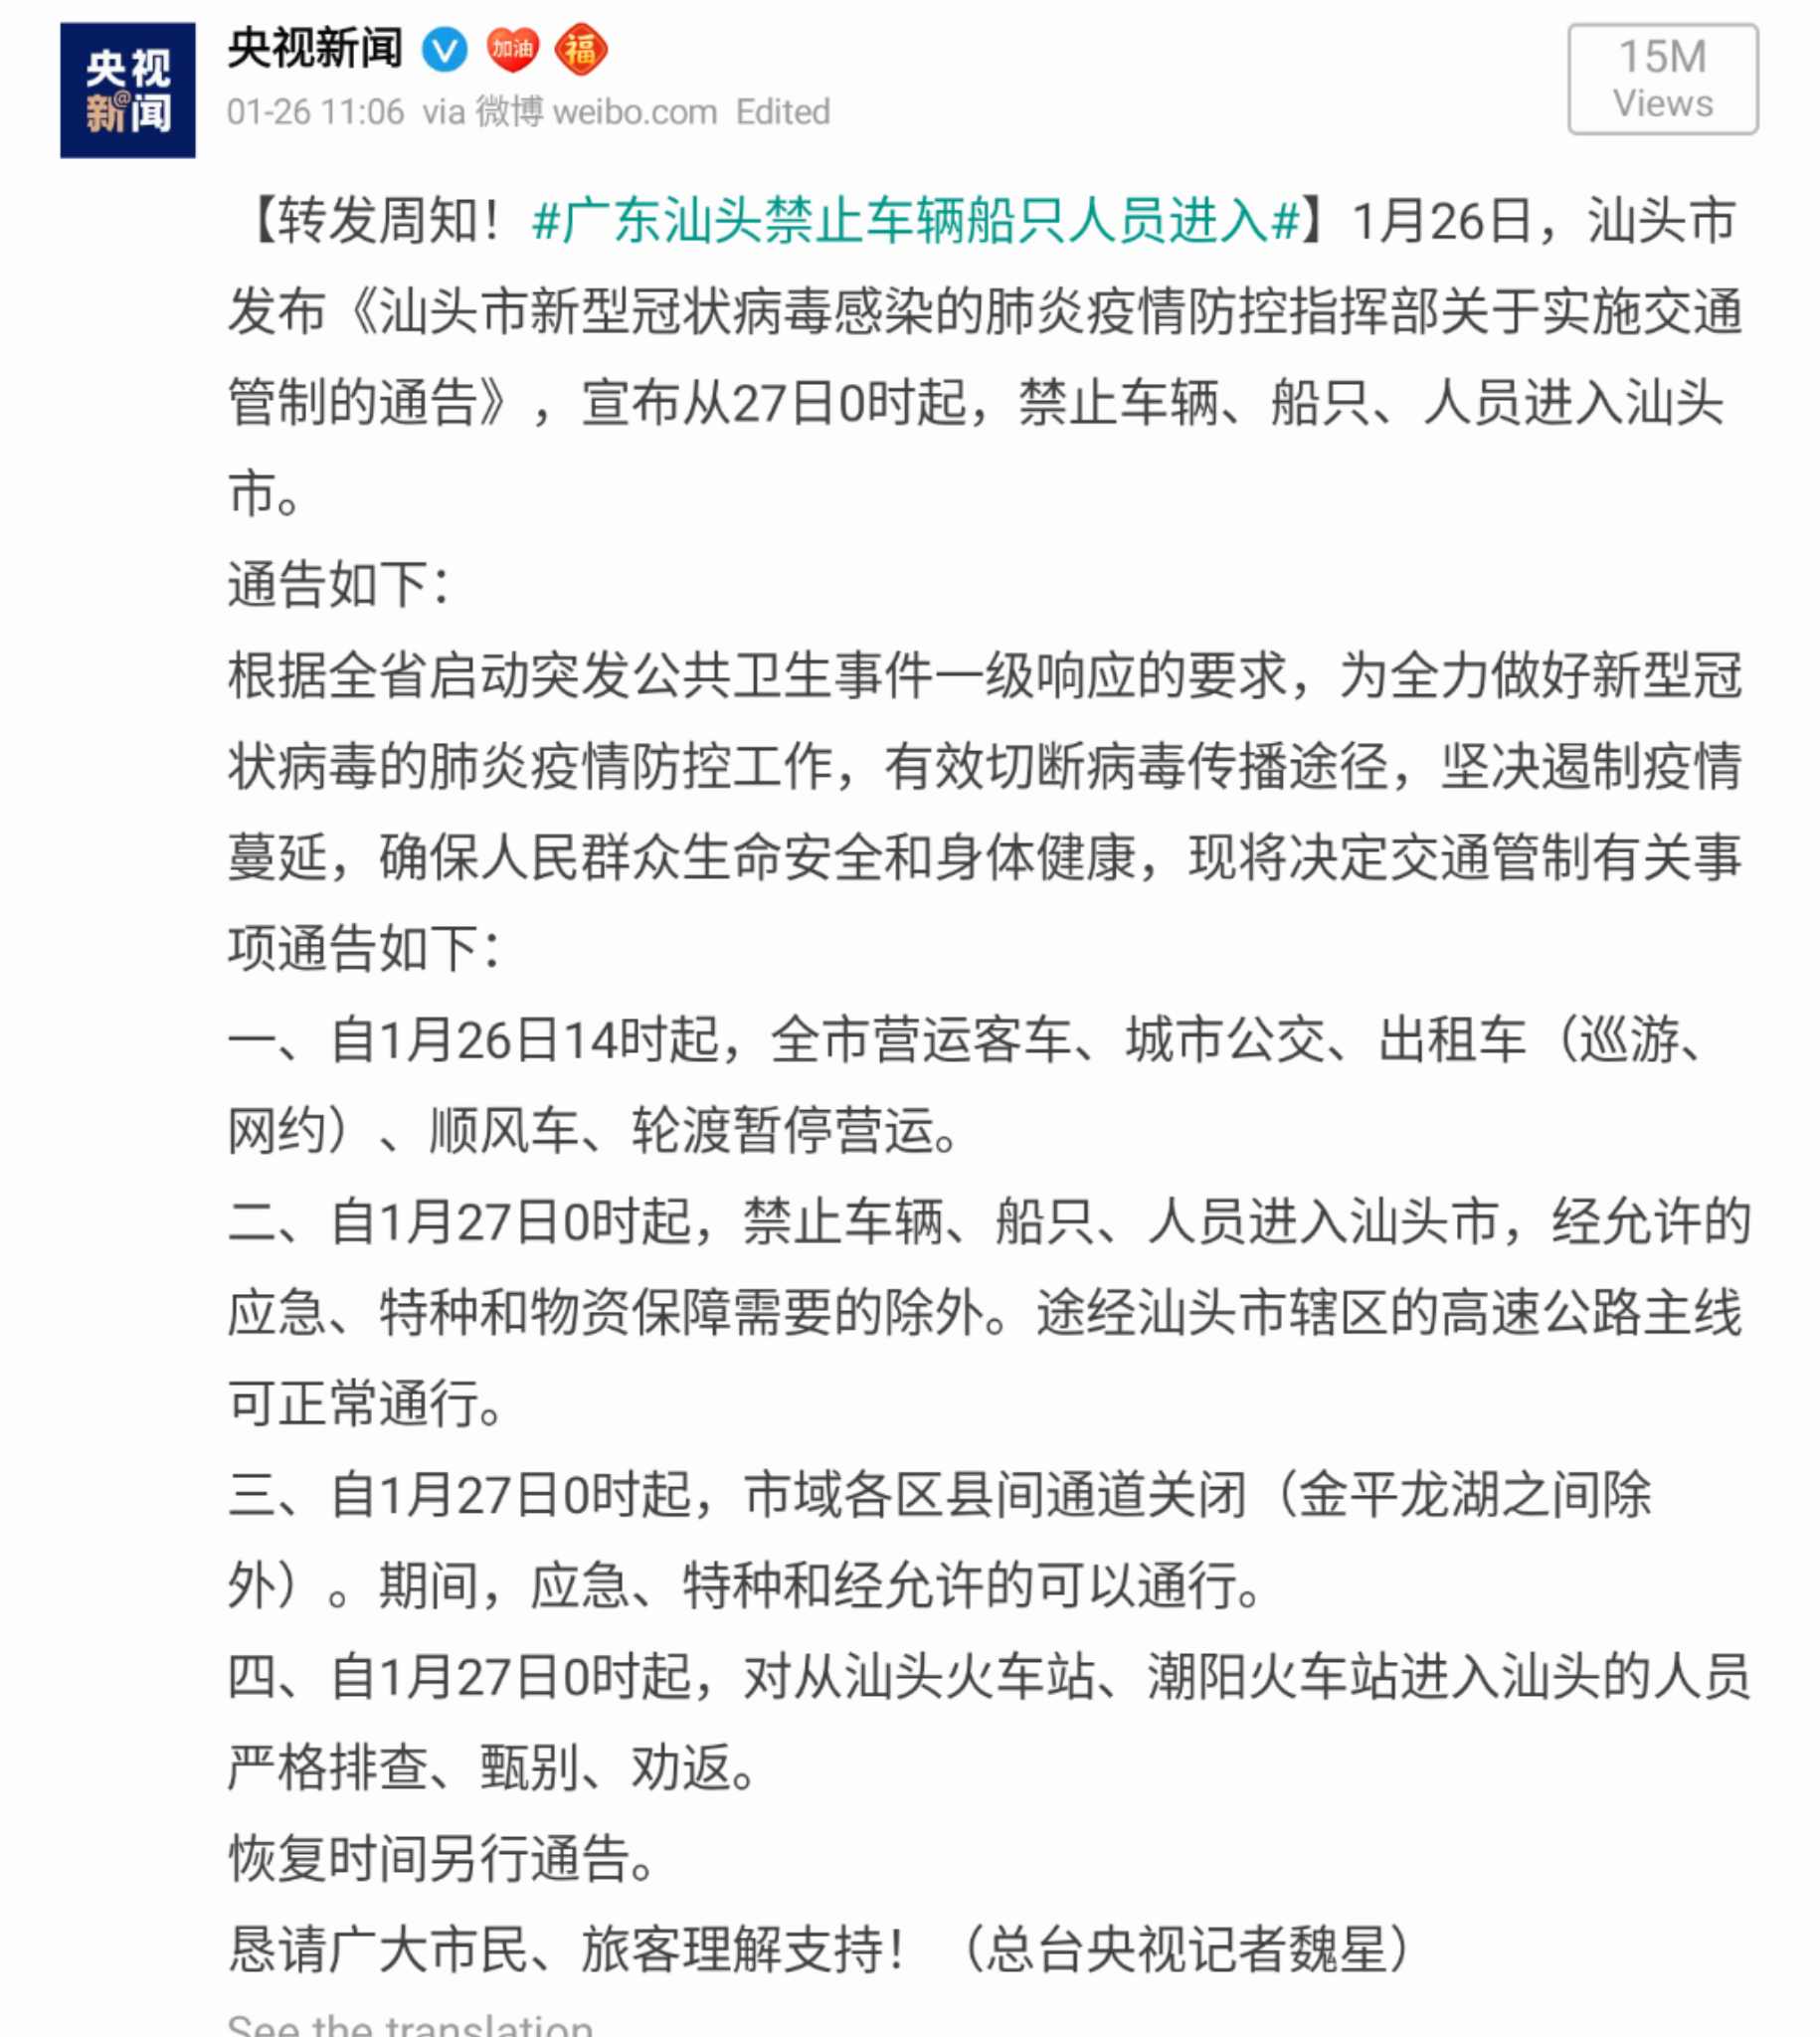 央视
新@闻
央视新闻 V 加油 福
01-26 11:06 via 微博 weibo.com Edited
15M
Views
【转发周知！#广东汕头禁止车辆船只人员进入#】1月26日，汕头市
发布《汕头市新型冠状病毒感染的肺炎疫情防控指挥部关于实施交通
管制的通告》，宣布从27日0时起，禁止车辆、船只、人员进入汕头
市。
通告如下：
根据全省启动突发公共卫生事件一级响应的要求，为全力做好新型冠
状病毒的肺炎疫情防控工作，有效切断病毒传播途径，坚决遏制疫情
蔓延，确保人民群众生命安全和身体健康，现将决定交通管制有关事
项通告如下：
一、自1月26日14时起，全市营运客车、城市公交、出租车（巡游、
网约）、顺风车、轮渡暂停营运。
二、自1月27日0时起，禁止车辆、船只、人员进入汕头市，经允许的
应急、特种和物资保障需要的除外。途经汕头市辖区的高速公路主线
可正常通行。
三、自1月27日0时起，市域各区县间通道关闭（金平龙湖之间除
外）。期间，应急、特种和经允许的可以通行。
四、自1月27日0时起，对从汕头火车站、潮阳火车站进入汕头的人员
严格排查、甄别、劝返。
恢复时间另行通告。
恳请广大市民、旅客理解支持！（总台央视记者魏星）
See the translation